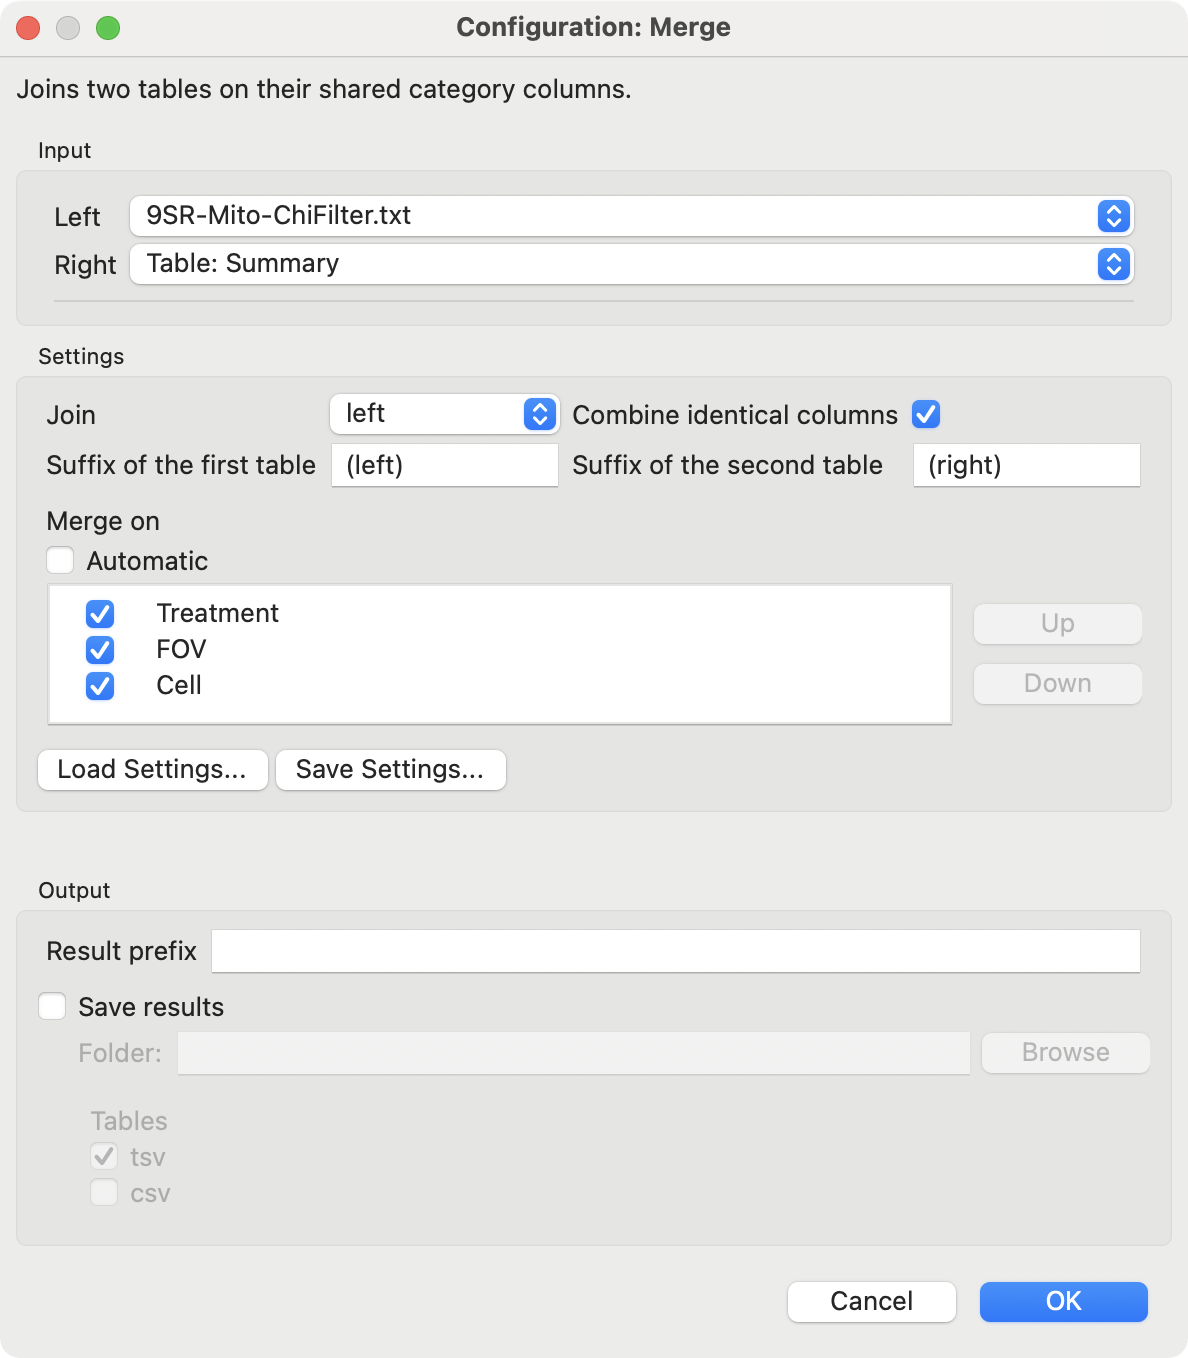 Configuration: Merge
Joins two tables on their shared category columns.
Input
Left 9SR-Mito-ChiFilter.txt
Right Table: Summary
Settings
Join left Combine identical columns
Suffix of the first table (left) Suffix of the second table (right)
Merge on
Automatic
Treatment
FOV
Cell
Up
Down
Load Settings... Save Settings...
Output
Result prefix
Save results
Folder: Browse
Tables
tsv
csv
Cancel OK